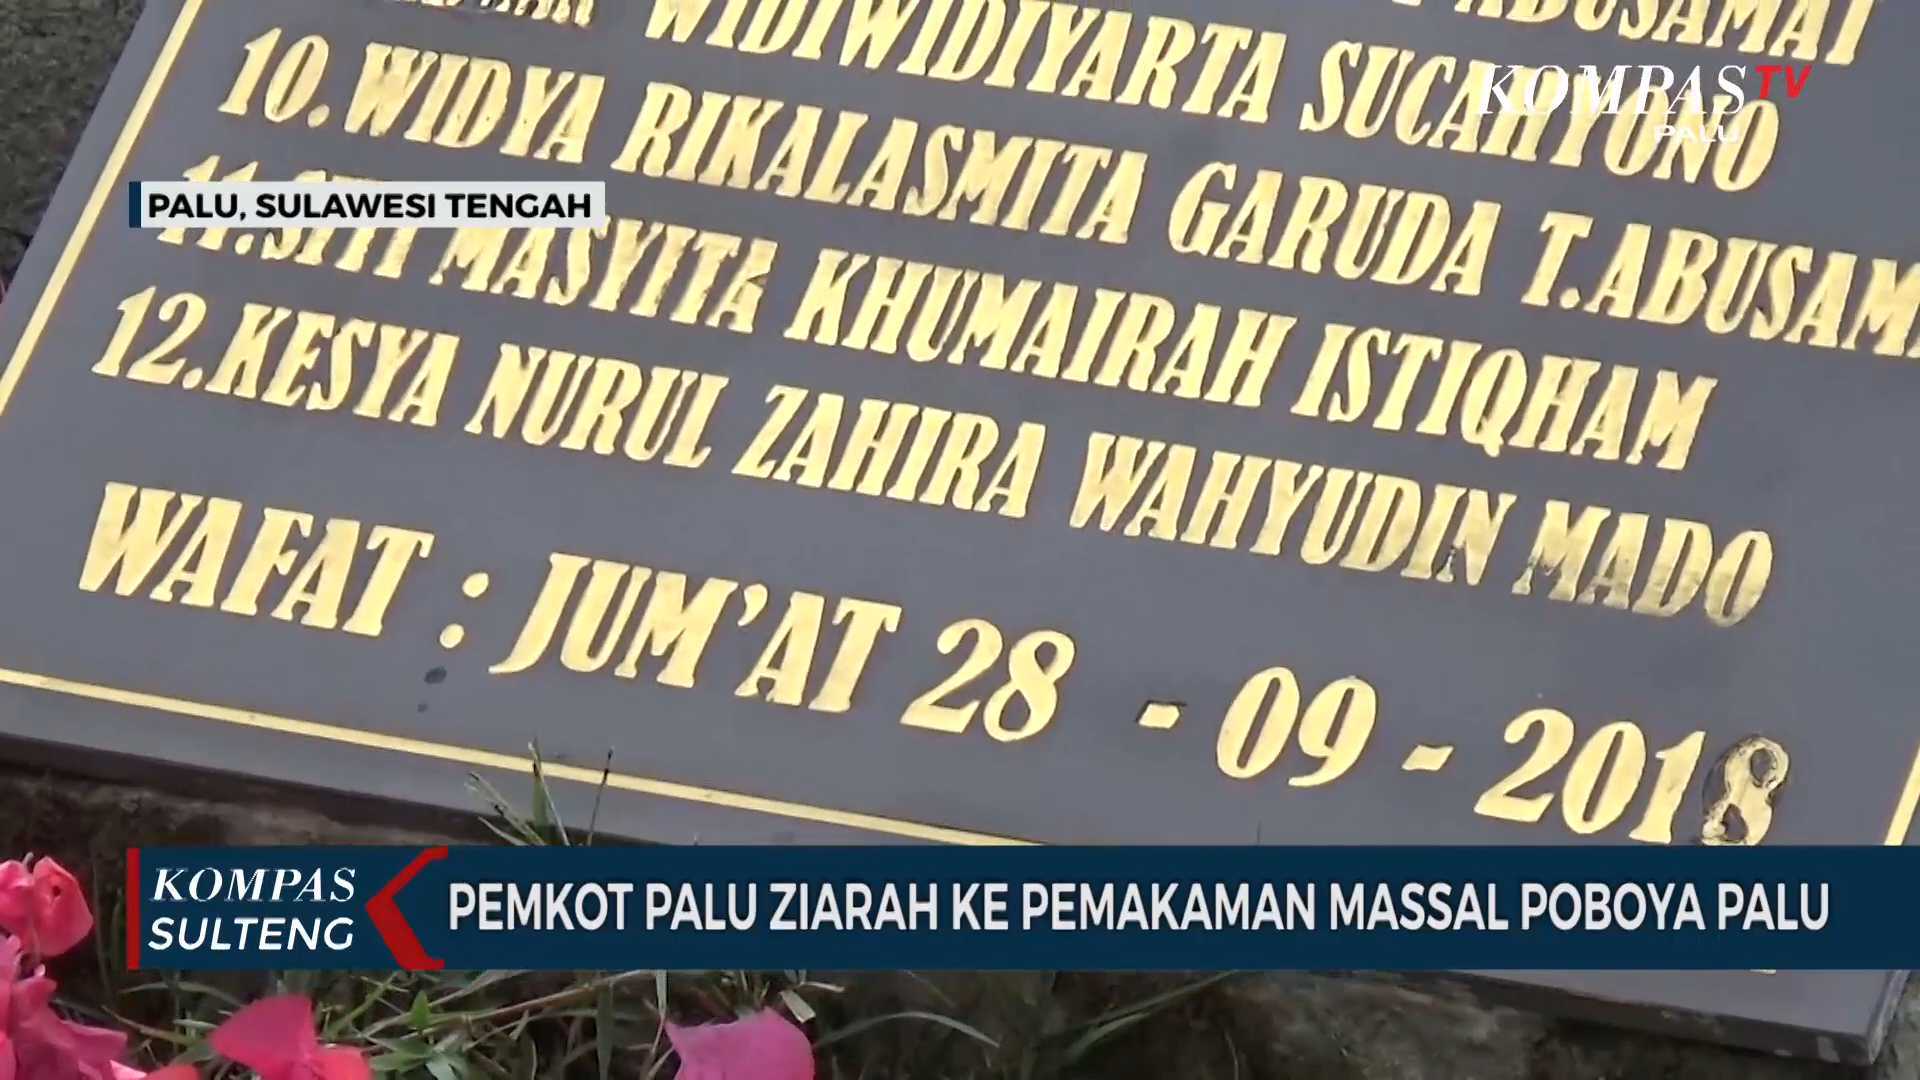 WIDIWIDIYARTA SUCAHYONO
10. WIDYA RIKALASMITA GARUDA T. ABUSAM
11. SITI MASYITA KHUMAIRAH ISTIQHAM
12. KESYA NURUL ZAHIRA WAHYUDIN MADO
WAFAT : JUM'AT 28 - 09 - 2018
KOMPAS TV
PALU
PALU, SULAWESI TENGAH
KOMPAS
SULTENG
PEMKOT PALU ZIARAH KE PEMAKAMAN MASSAL POBOYA PALU